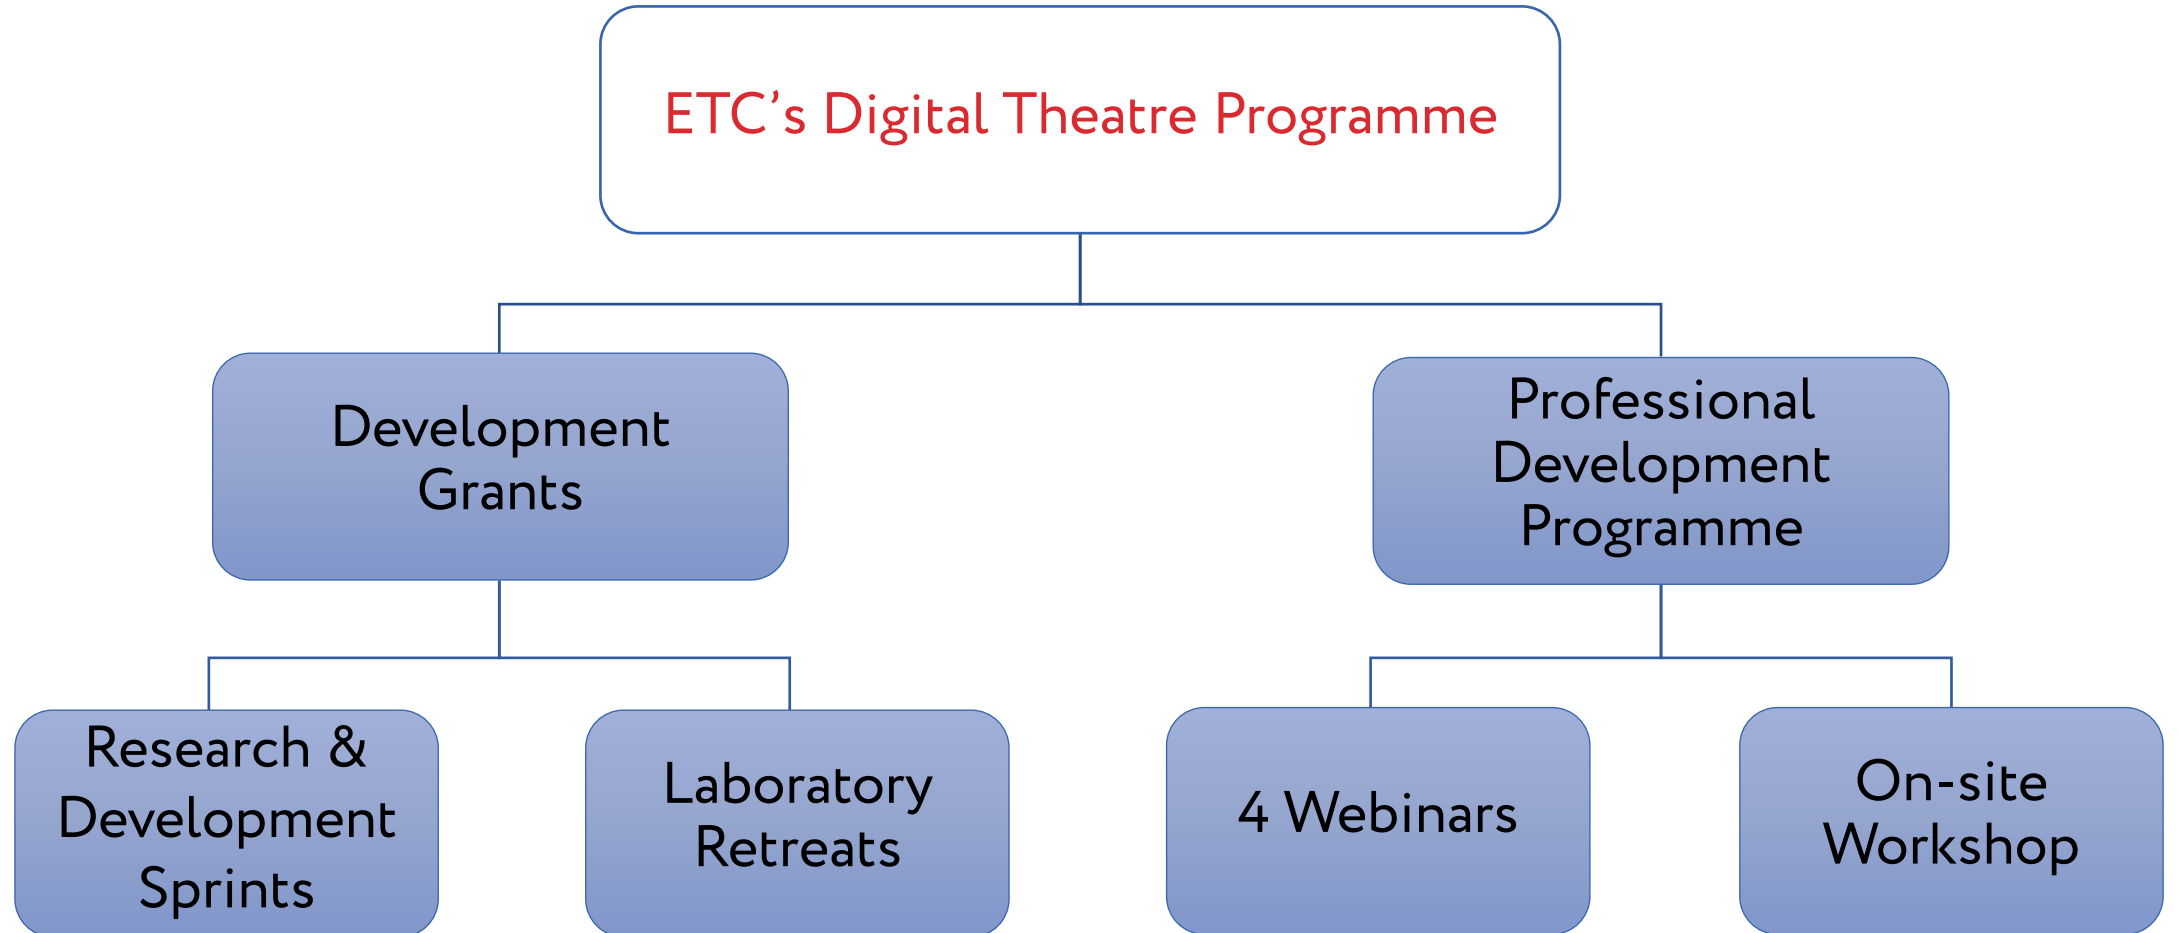 ETC’s Digital Theatre Programme
Development
Grants
Professional
Development
Programme
Research &
Development
Sprints
Laboratory
Retreats
4 Webinars
On-site
Workshop